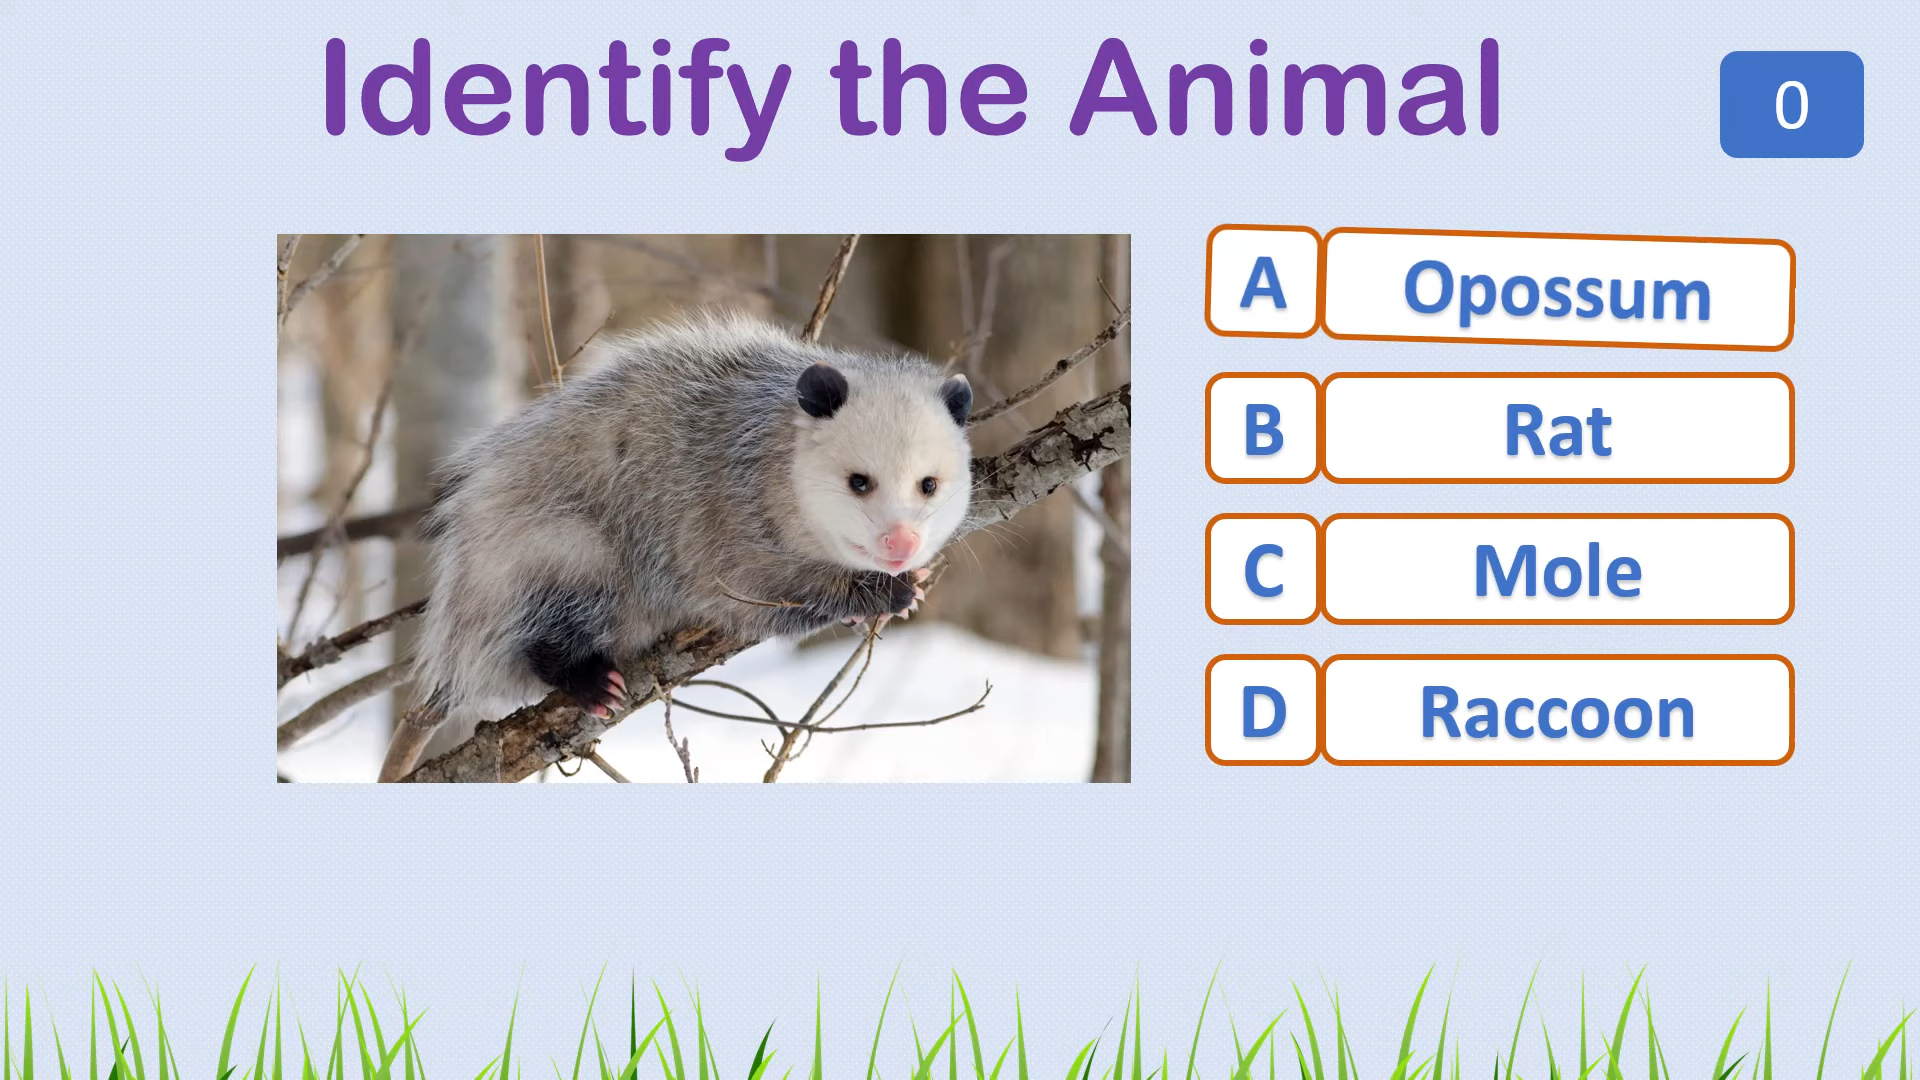 Identify the Animal
0
A Opossum
B Rat
C Mole
D Raccoon